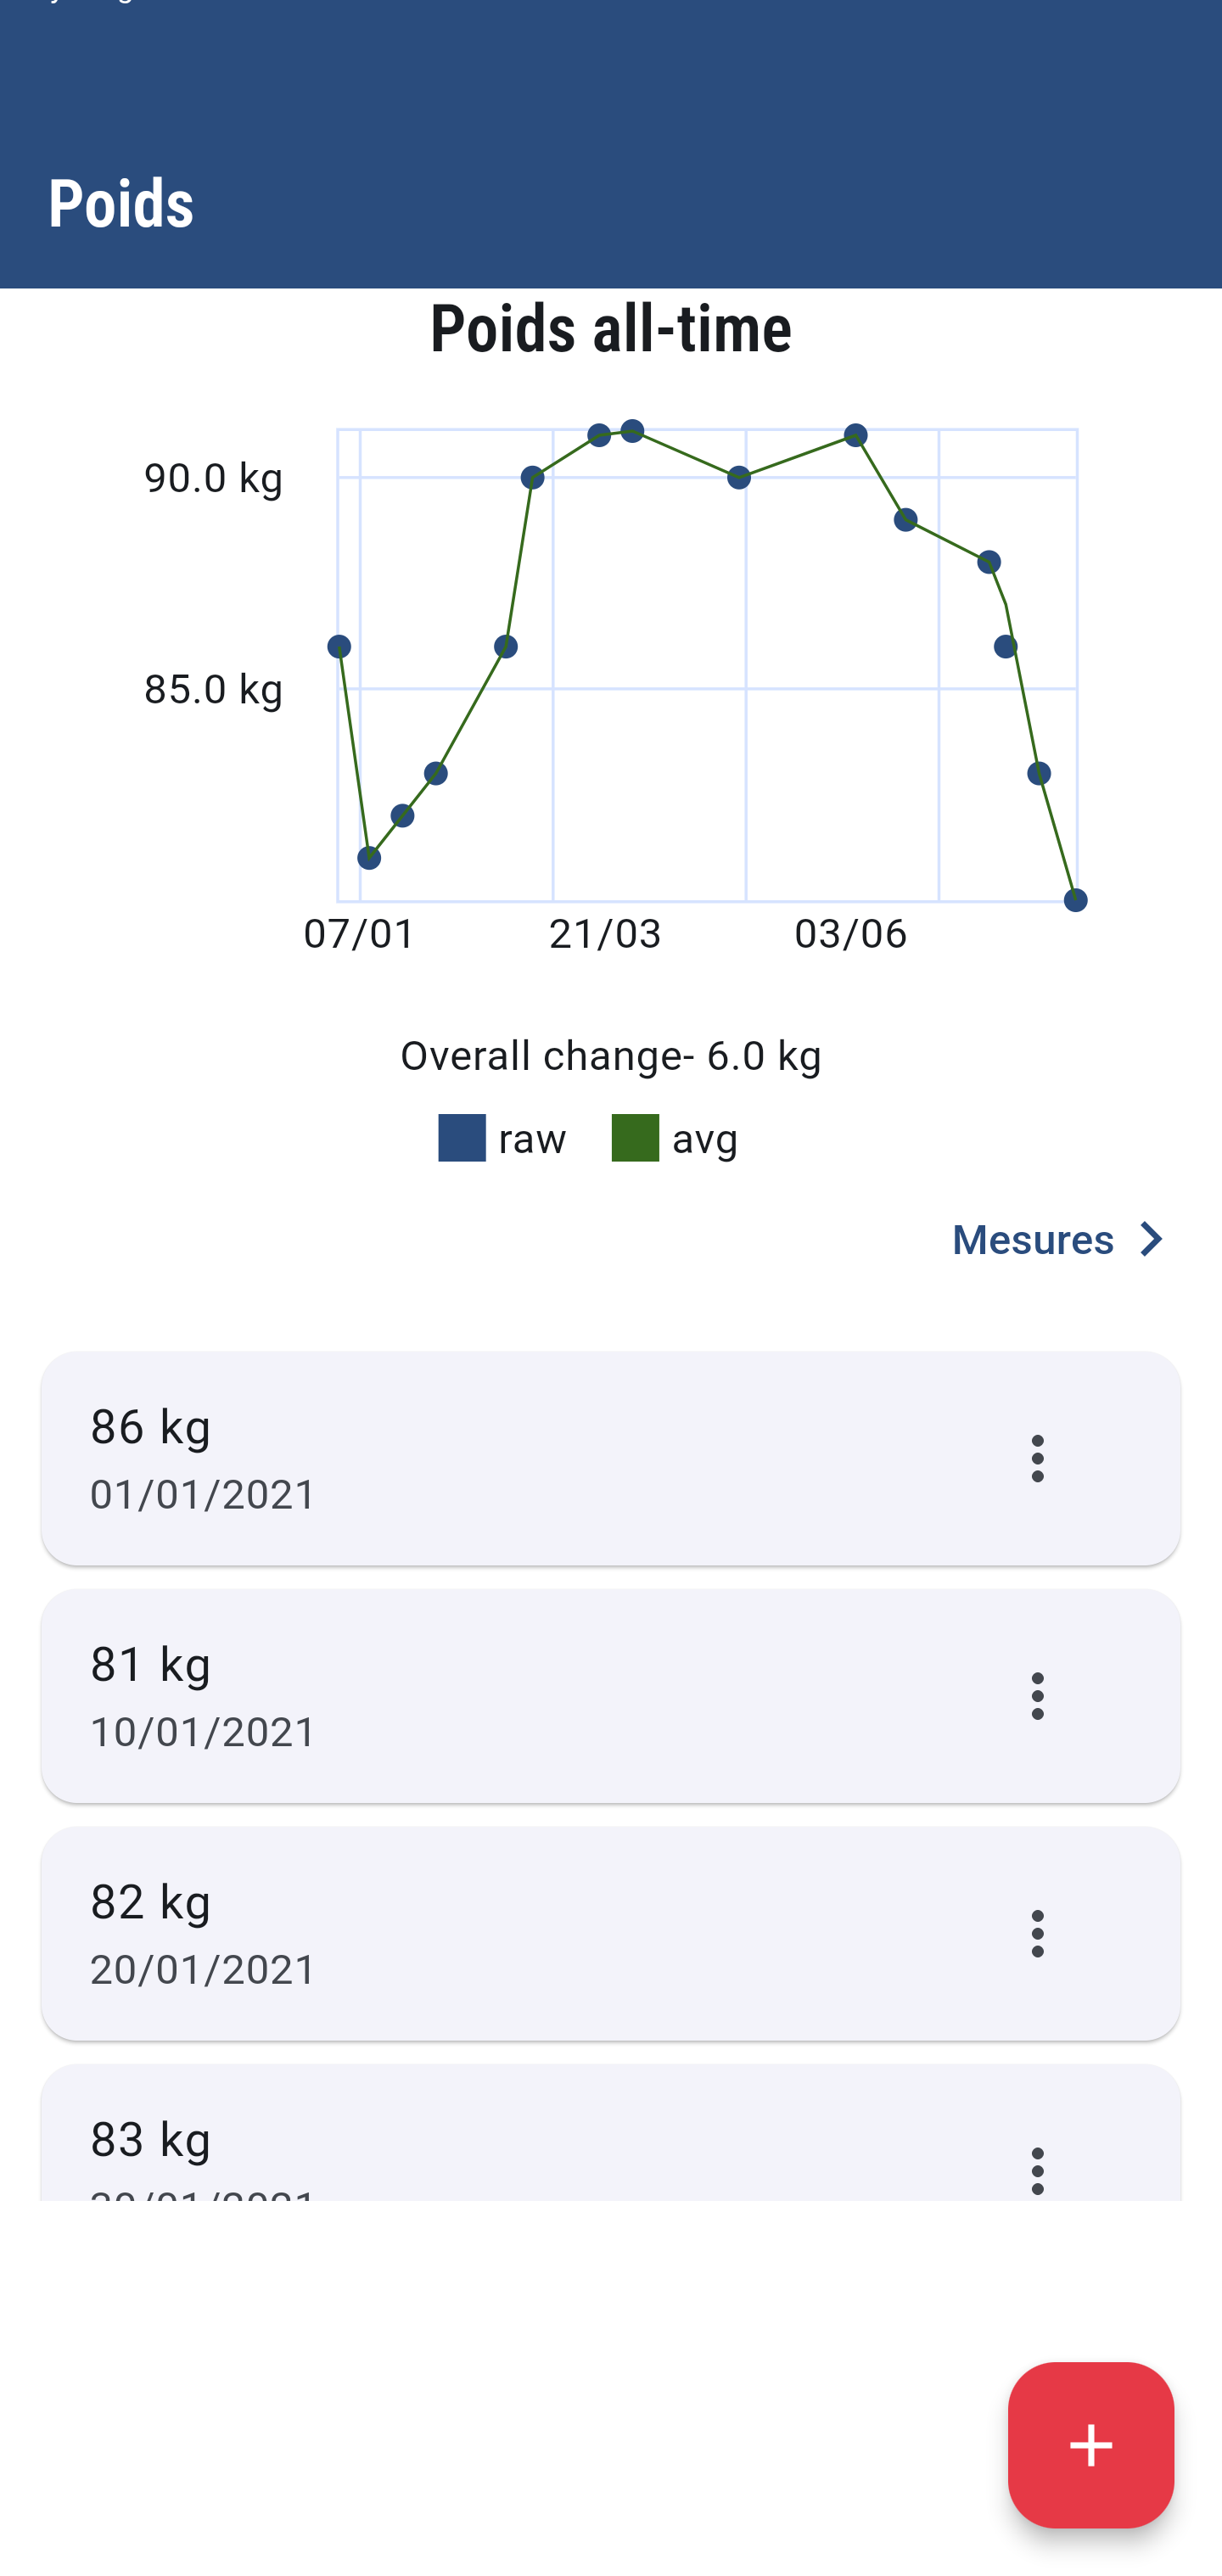 Poids
Poids all-time
90.0 kg
85.0 kg
07/01 21/03 03/06
Overall change- 6.0 kg
raw avg
Mesures
86 kg
01/01/2021
81 kg
10/01/2021
82 kg
20/01/2021
83 kg